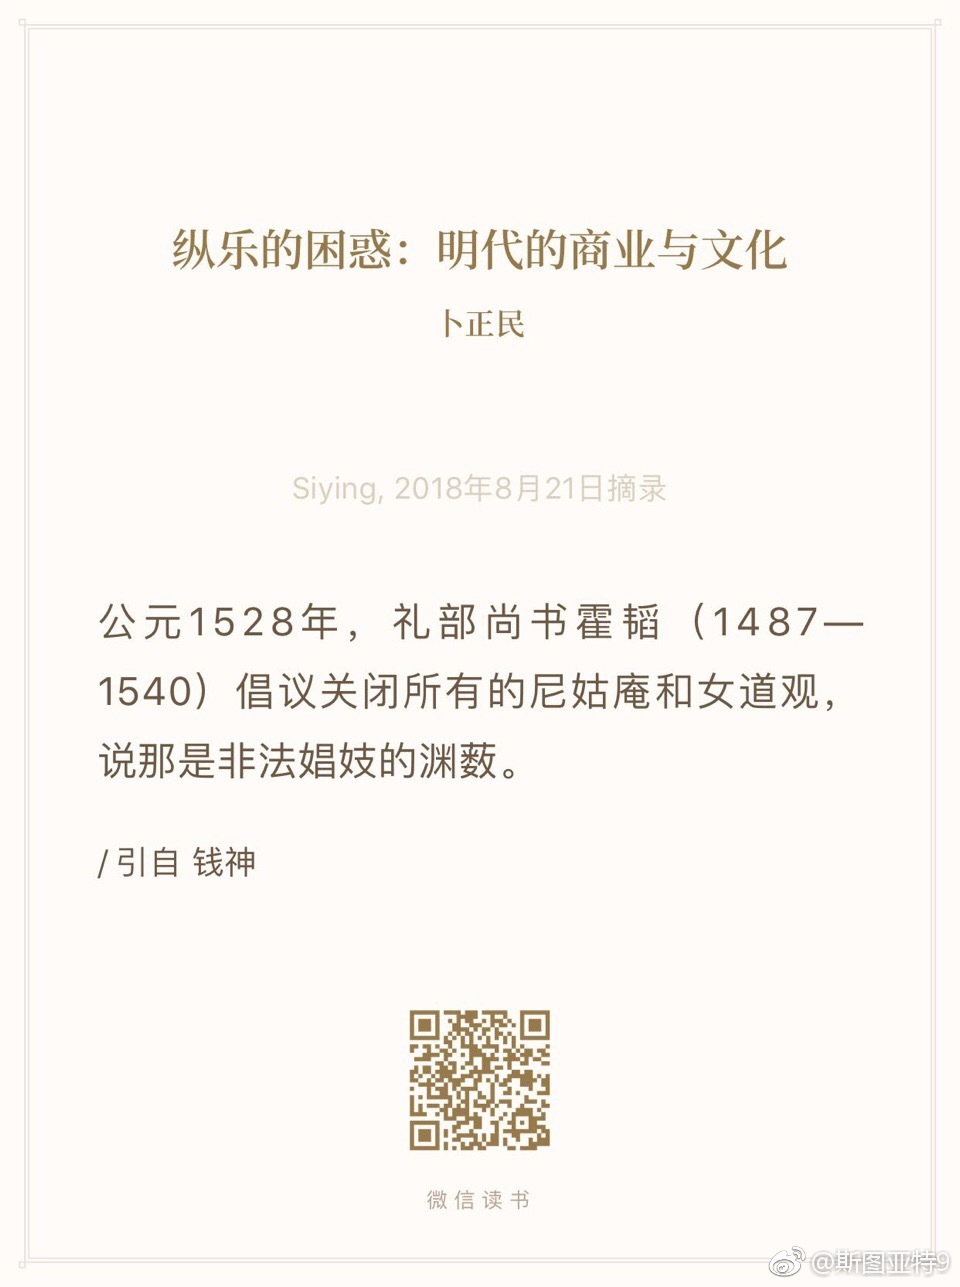 纵乐的困惑：明代的商业与文化
卜正民
Siying, 2018年8月21日摘录
公元1528年，礼部尚书霍韬（1487—
1540）倡议关闭所有的尼姑庵和女道观，
说那是非法娼妓的渊薮。
/ 引自 钱神
微信读书
@斯图亚特9